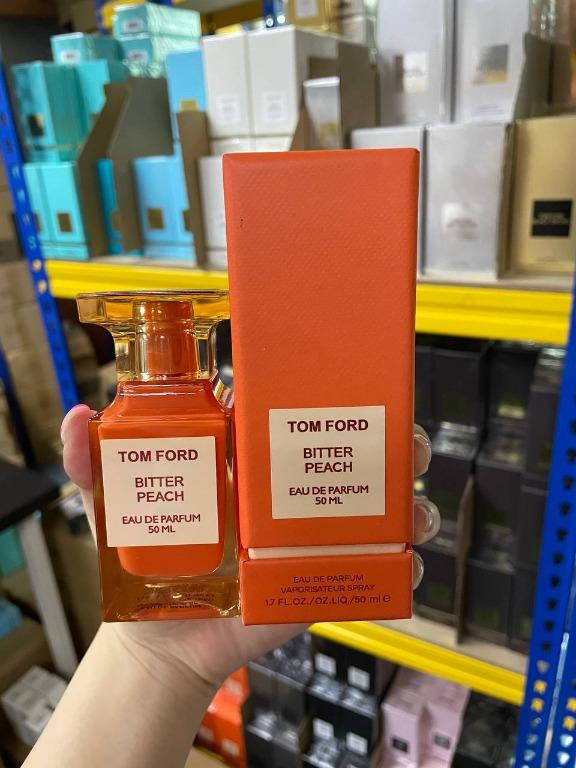 TOM FORD
BITTER
PEACH
EAU DE PARFUM
50 ML
TOM FORD
BITTER
PEACH
EAU DE PARFUM
50 ML
EAU DE PARFUM
VAPORISATEUR SPRAY
1.7 FL.OZ./OZ.LIQ./50 ml e